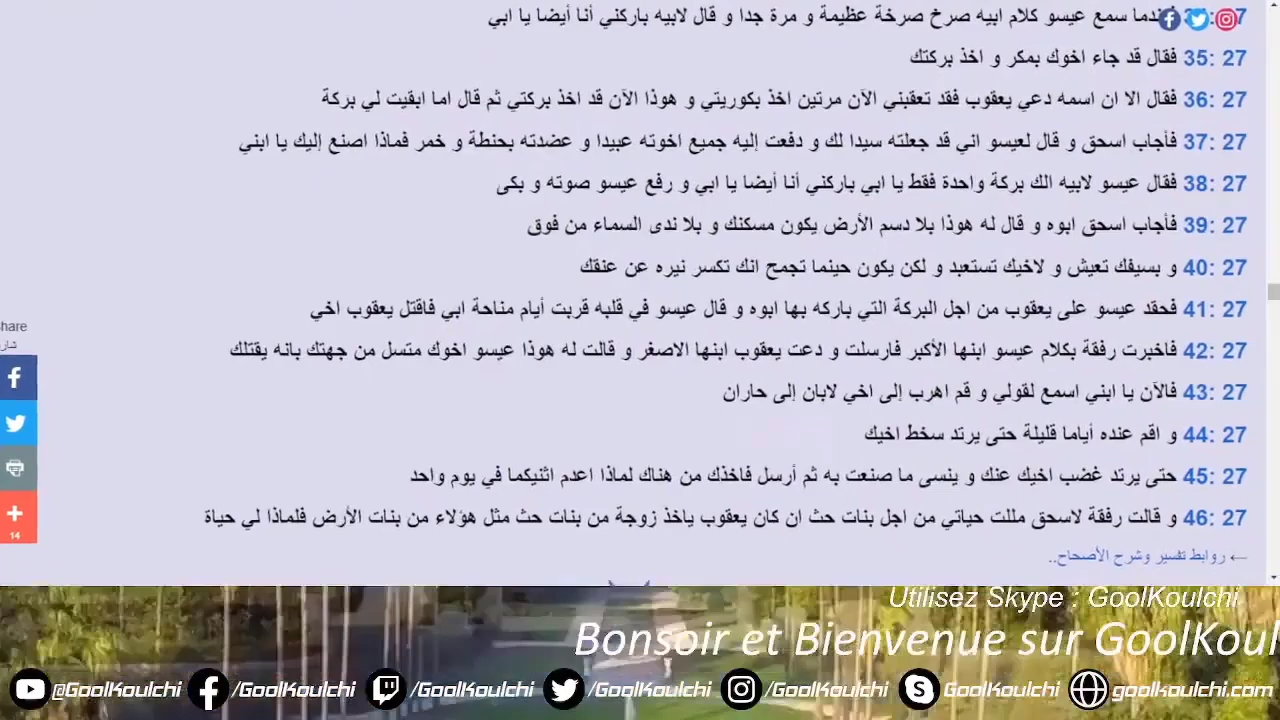 27 :3 عندما سمع عيسو كلام ابيه صرخ صرخة عظيمة و مرة جدا و قال لابيه باركني أنا أيضا يا ابي
27 :35 فقال قد جاء اخوك بمكر و اخذ بركتك
27 :36 فقال الا ان اسمه دعي يعقوب فقد تعقبني الآن مرتين اخذ بكوريتي و هوذا الآن قد اخذ بركتي ثم قال اما ابقيت لي بركة
27 :37 فأجاب اسحق و قال لعيسو اني قد جعلته سيدا لك و دفعت إليه جميع اخوته عبيدا و عضدته بحنطة و خمر فماذا اصنع إليك يا ابني
27 :38 فقال عيسو لابيه الك بركة واحدة فقط يا ابي باركني أنا أيضا يا ابي و رفع عيسو صوته و بكى
27 :39 فأجاب اسحق ابوه و قال له هوذا بلا دسم الأرض يكون مسكنك و بلا ندى السماء من فوق
27 :40 و بسيفك تعيش و لاخيك تستعبد و لكن يكون حينما تجمح انك تكسر نيره عن عنقك
27 :41 فحقد عيسو على يعقوب من اجل البركة التي باركه بها ابوه و قال عيسو في قلبه قربت أيام مناحة ابي فاقتل يعقوب اخي
27 :42 فاخبرت رفقة بكلام عيسو ابنها الأكبر فارسلت و دعت يعقوب ابنها الاصغر و قالت له هوذا عيسو اخوك متسل من جهتك بانه يقتلك
27 :43 فالآن يا ابني اسمع لقولي و قم اهرب إلى اخي لابان إلى حاران
27 :44 و اقم عنده أياما قليلة حتى يرتد سخط اخيك
27 :45 حتى يرتد غضب اخيك عنك و ينسى ما صنعت به ثم أرسل فاخذك من هناك لماذا اعدم اثنيكما في يوم واحد
27 :46 و قالت رفقة لاسحق مللت حياتي من اجل بنات حث ان كان يعقوب ياخذ زوجة من بنات حث مثل هؤلاء من بنات الأرض فلماذا لي حياة
← روابط تفسير وشرح الأصحاح..
hare
شار
14
Utilisez Skype : GoolKoulchi
Bonsoir et Bienvenue sur GoolKoul
@GoolKoulchi /GoolKoulchi /GoolKoulchi /GoolKoulchi /GoolKoulchi GoolKoulchi goolkoulchi.com